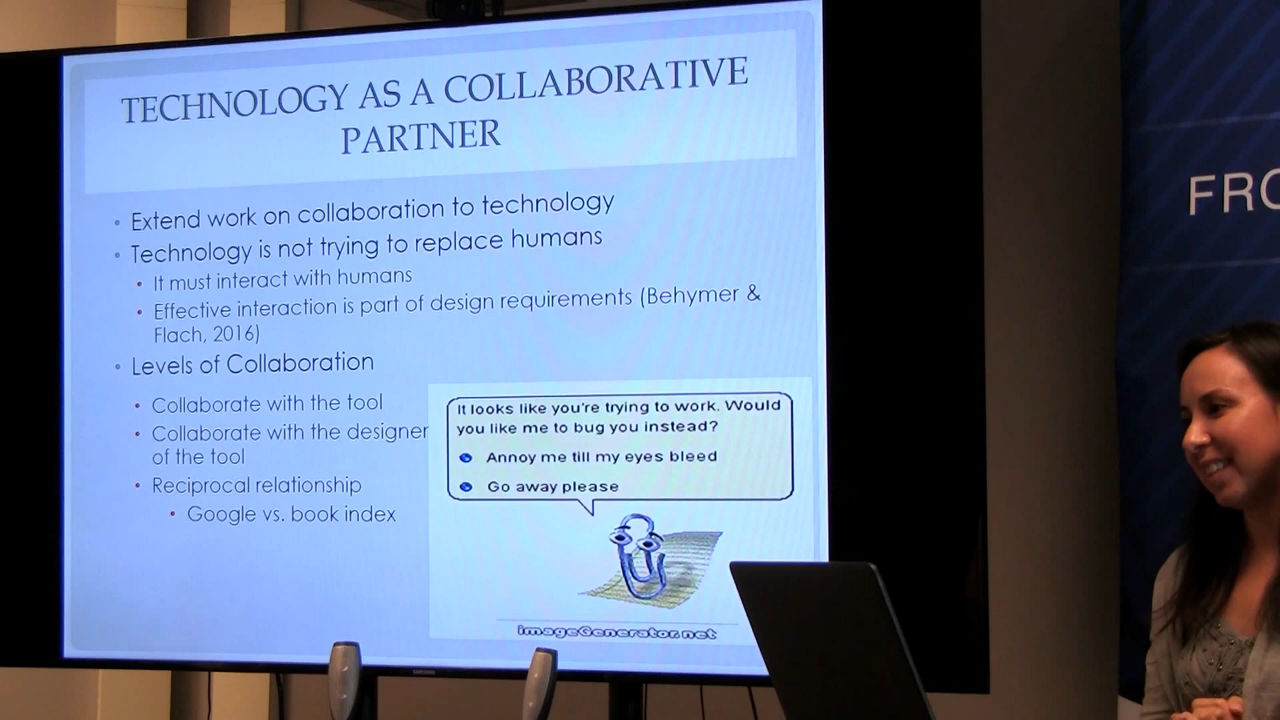 TECHNOLOGY AS A COLLABORATIVE
PARTNER
• Extend work on collaboration to technology
• Technology is not trying to replace humans
• It must interact with humans
• Effective interaction is part of design requirements (Behymer &
Flach, 2016)
• Levels of Collaboration
• Collaborate with the tool
• Collaborate with the designer
of the tool
• Reciprocal relationship
• Google vs. book index
It looks like you're trying to work. Would
you like me to bug you instead?
Annoy me till my eyes bleed
Go away please
imageGenerator.net
FRO